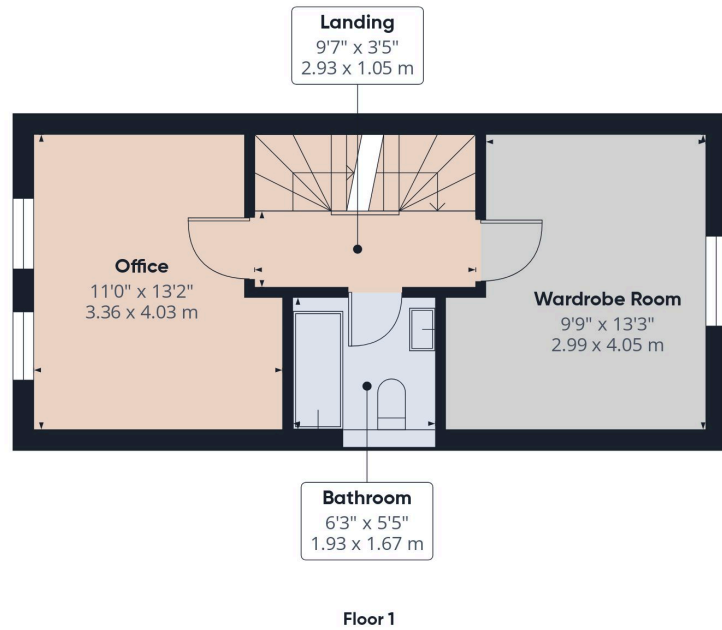 Landing
9'7" x 3'5"
2.93 x 1.05 m
Office
11'0" x 13'2"
3.36 x 4.03 m
Wardrobe Room
9'9" x 13'3"
2.99 x 4.05 m
Bathroom
6'3" x 5'5"
1.93 x 1.67 m
Floor 1